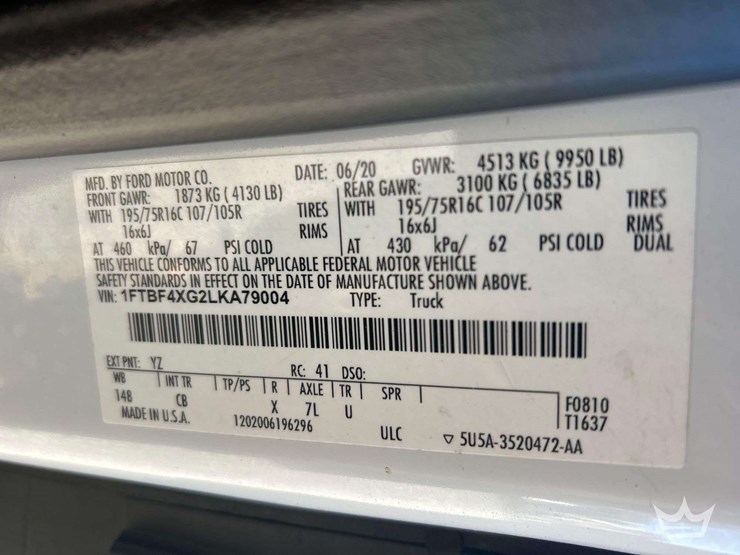 MFD. BY FORD MOTOR CO. DATE: 06/20 GVWR: 4513 KG ( 9950 LB)
FRONT GAWR: 1873 KG ( 4130 LB) REAR GAWR: 3100 KG ( 6835 LB)
WITH 195/75R16C 107/105R TIRES WITH 195/75R16C 107/105R TIRES
16x6J RIMS 16x6J RIMS
AT 460 kPa/ 67 PSI COLD AT 430 kPa/ 62 PSI COLD DUAL
THIS VEHICLE CONFORMS TO ALL APPLICABLE FEDERAL MOTOR VEHICLE
SAFETY STANDARDS IN EFFECT ON THE DATE OF MANUFACTURE SHOWN ABOVE.
VIN: 1FTBF4XG2LKA79004 TYPE: Truck
EXT PNT: YZ RC: 41 DSO:
WB INT TR TP/PS R AXLE TR SPR
148 CB X 7L U
F0810
T1637
MADE IN U.S.A. 1202006196296 ULC ▽ 5U5A-3520472-AA